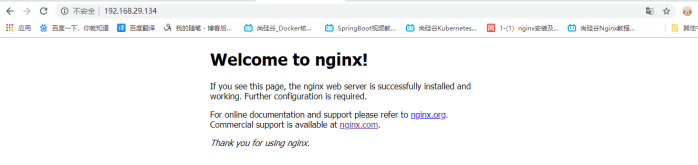 不安全 | 192.168.29.134
应用 百度一下，你就知道 百度翻译 我的随笔 - 博客后... 尚硅谷_Docker核... SpringBoot视频教... 尚硅谷Kubernetes... 1-(1) nginx安装及... 尚硅谷Nginx教程...
Welcome to nginx!
If you see this page, the nginx web server is successfully installed and
working. Further configuration is required.
For online documentation and support please refer to nginx.org.
Commercial support is available at nginx.com.
Thank you for using nginx.